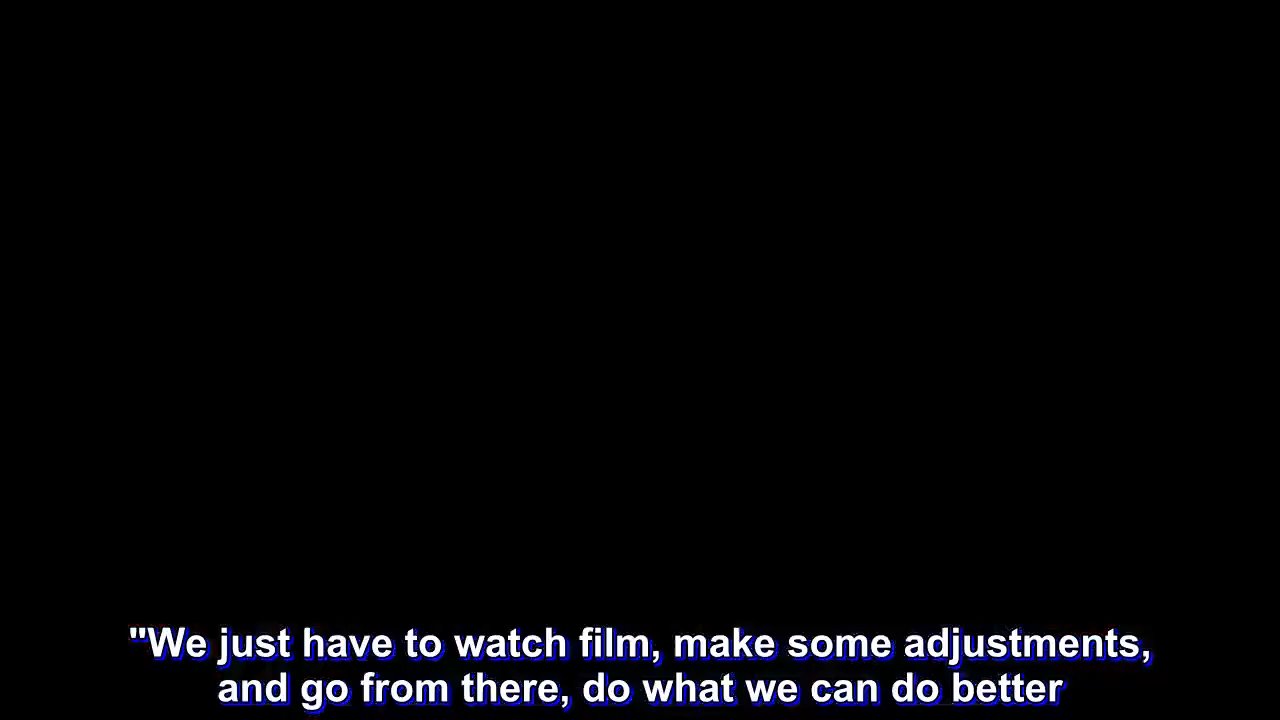 "We just have to watch film, make some adjustments,
and go from there, do what we can do better